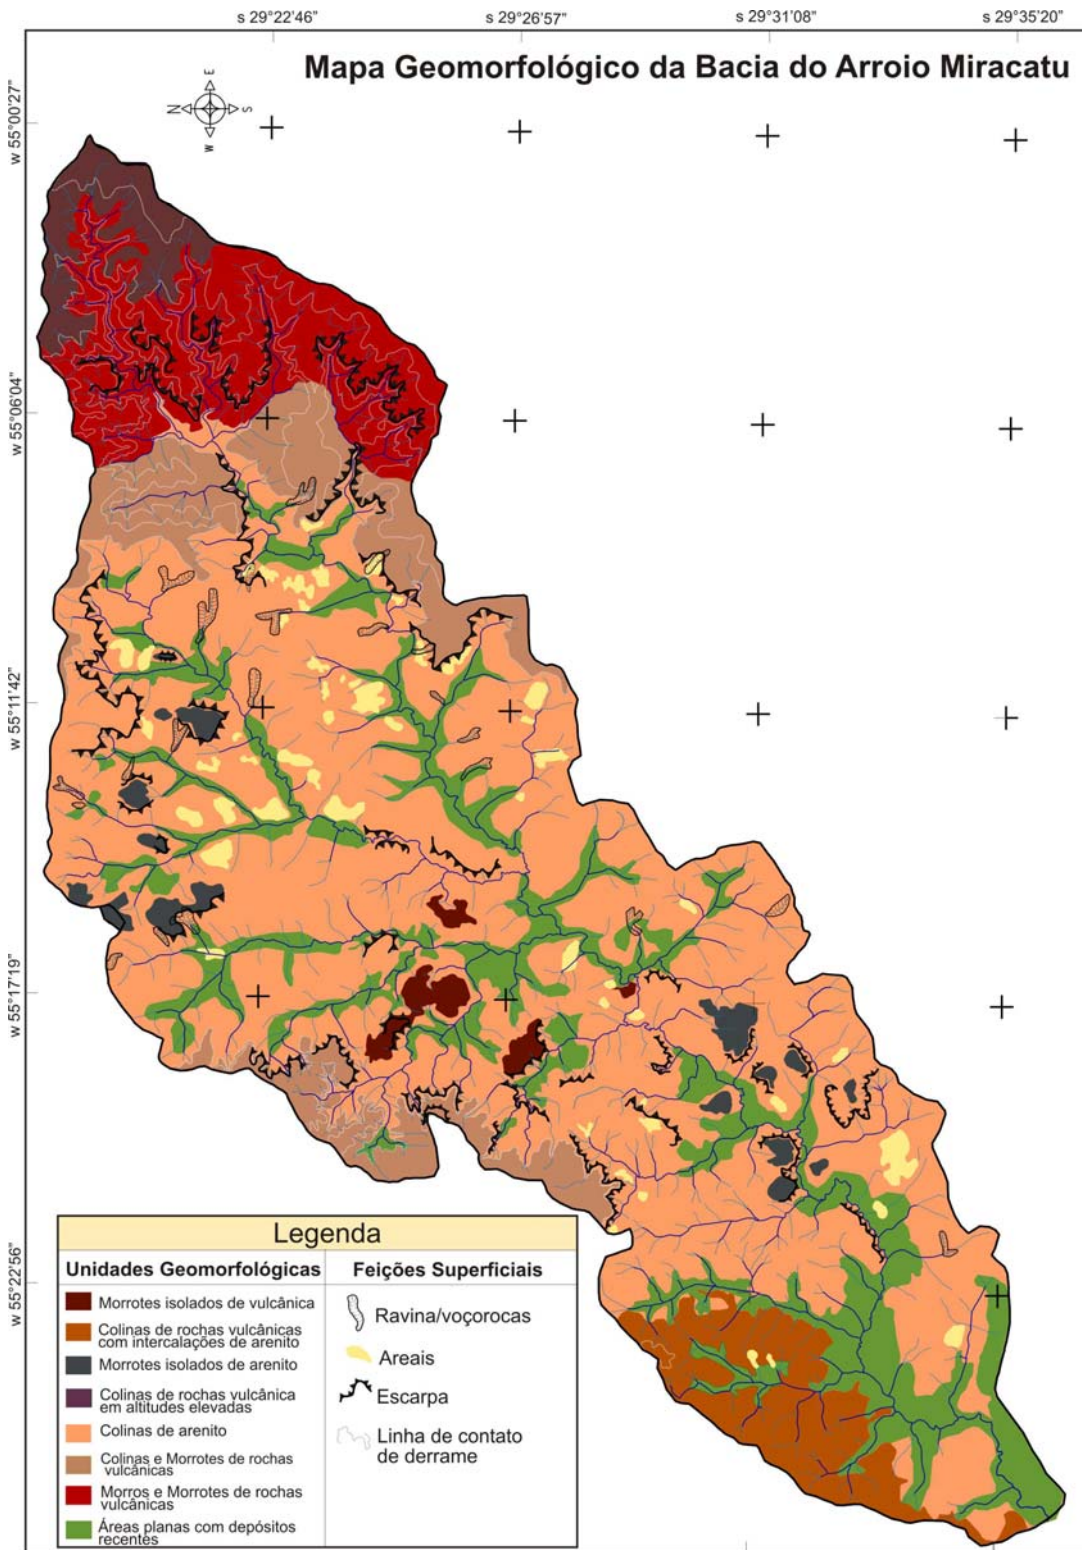 s 29°22'46" s 29°26'57" s 29°31'08" s 29°35'20"
Mapa Geomorfológico da Bacia do Arroio Miracatu
N E S W
w 55°00'27"
w 55°06'04"
w 55°11'42"
w 55°17'19"
w 55°22'56"
Legenda
Unidades Geomorfológicas
Morrotes isolados de vulcânica
Colinas de rochas vulcânicas
com intercalações de arenito
Morrotes isolados de arenito
Colinas de rochas vulcânica
em altitudes elevadas
Colinas de arenito
Colinas e Morrotes de rochas
vulcânicas
Morros e Morrotes de rochas
vulcânicas
Áreas planas com depósitos
recentes
Feições Superficiais
Ravina/voçorocas
Areais
Escarpa
Linha de contato
de derrame